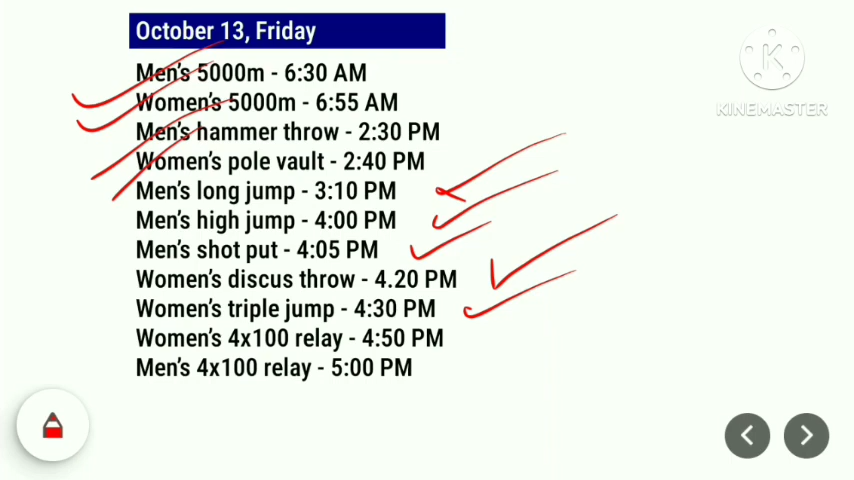 October 13, Friday
Men's 5000m - 6:30 AM
Women's 5000m - 6:55 AM
Men's hammer throw - 2:30 PM
Women's pole vault - 2:40 PM
Men's long jump - 3:10 PM
Men's high jump - 4:00 PM
Men's shot put - 4:05 PM
Women's discus throw - 4.20 PM
Women's triple jump - 4:30 PM
Women's 4x100 relay - 4:50 PM
Men's 4x100 relay - 5:00 PM
K
KINEMASTER